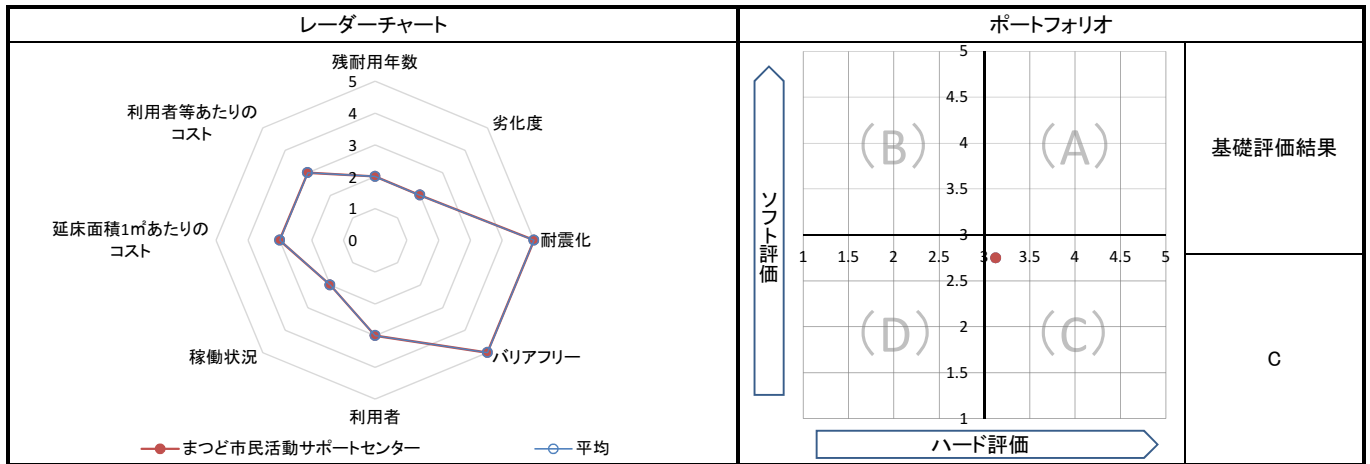 レーダーチャート
残耐用年数
5
4
3
2
1
0
劣化度
耐震化
バリアフリー
利用者
稼働状況
延床面積1㎡あたりの
コスト
利用者等あたりの
コスト
まつど市民活動サポートセンター
平均
ポートフォリオ
ソフト評価
5
4.5
4
3.5
3
2.5
2
1.5
1
1 1.5 2 2.5 3 3.5 4 4.5 5
(B)
(A)
(D)
(C)
ハード評価
基礎評価結果
C